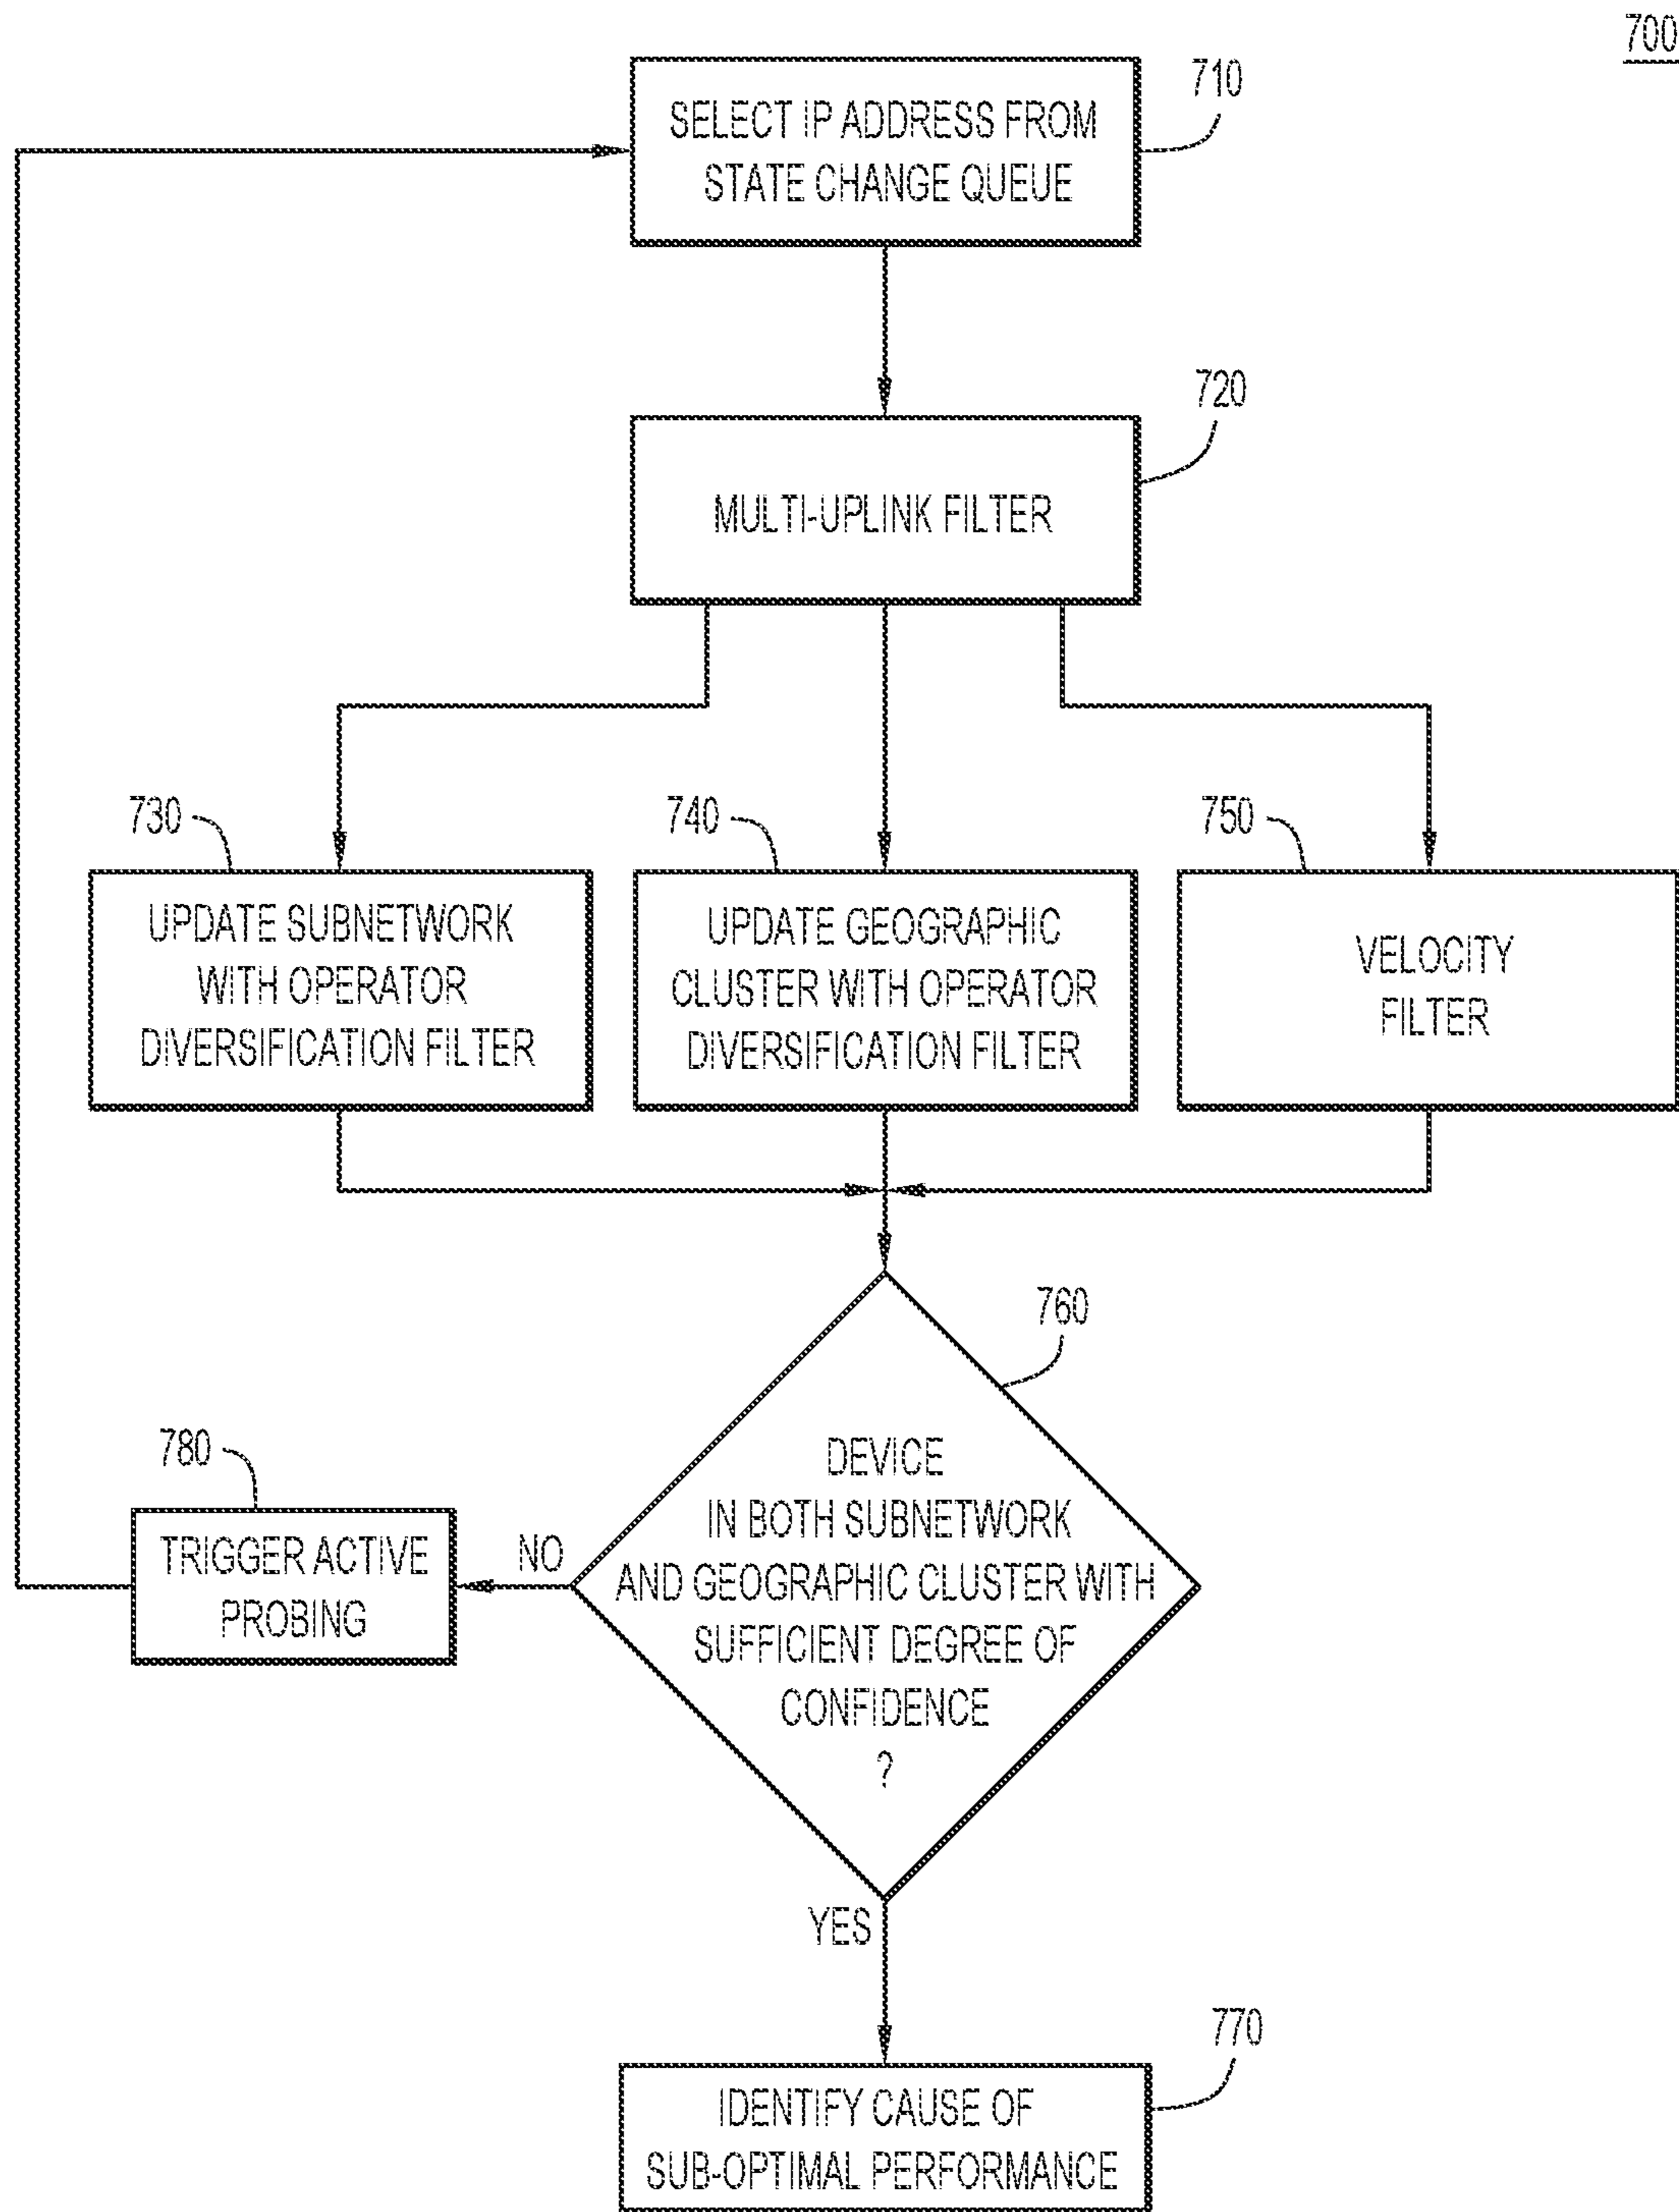 700
710
SELECT IP ADDRESS FROM
STATE CHANGE QUEUE
720
MULTI-UPLINK FILTER
730
UPDATE SUBNETWORK
WITH OPERATOR
DIVERSIFICATION FILTER
740
UPDATE GEOGRAPHIC
CLUSTER WITH OPERATOR
DIVERSIFICATION FILTER
750
VELOCITY
FILTER
760
DEVICE
IN BOTH SUBNETWORK
AND GEOGRAPHIC CLUSTER WITH
SUFFICIENT DEGREE OF
CONFIDENCE
?
NO
780
TRIGGER ACTIVE
PROBING
YES
770
IDENTIFY CAUSE OF
SUB-OPTIMAL PERFORMANCE